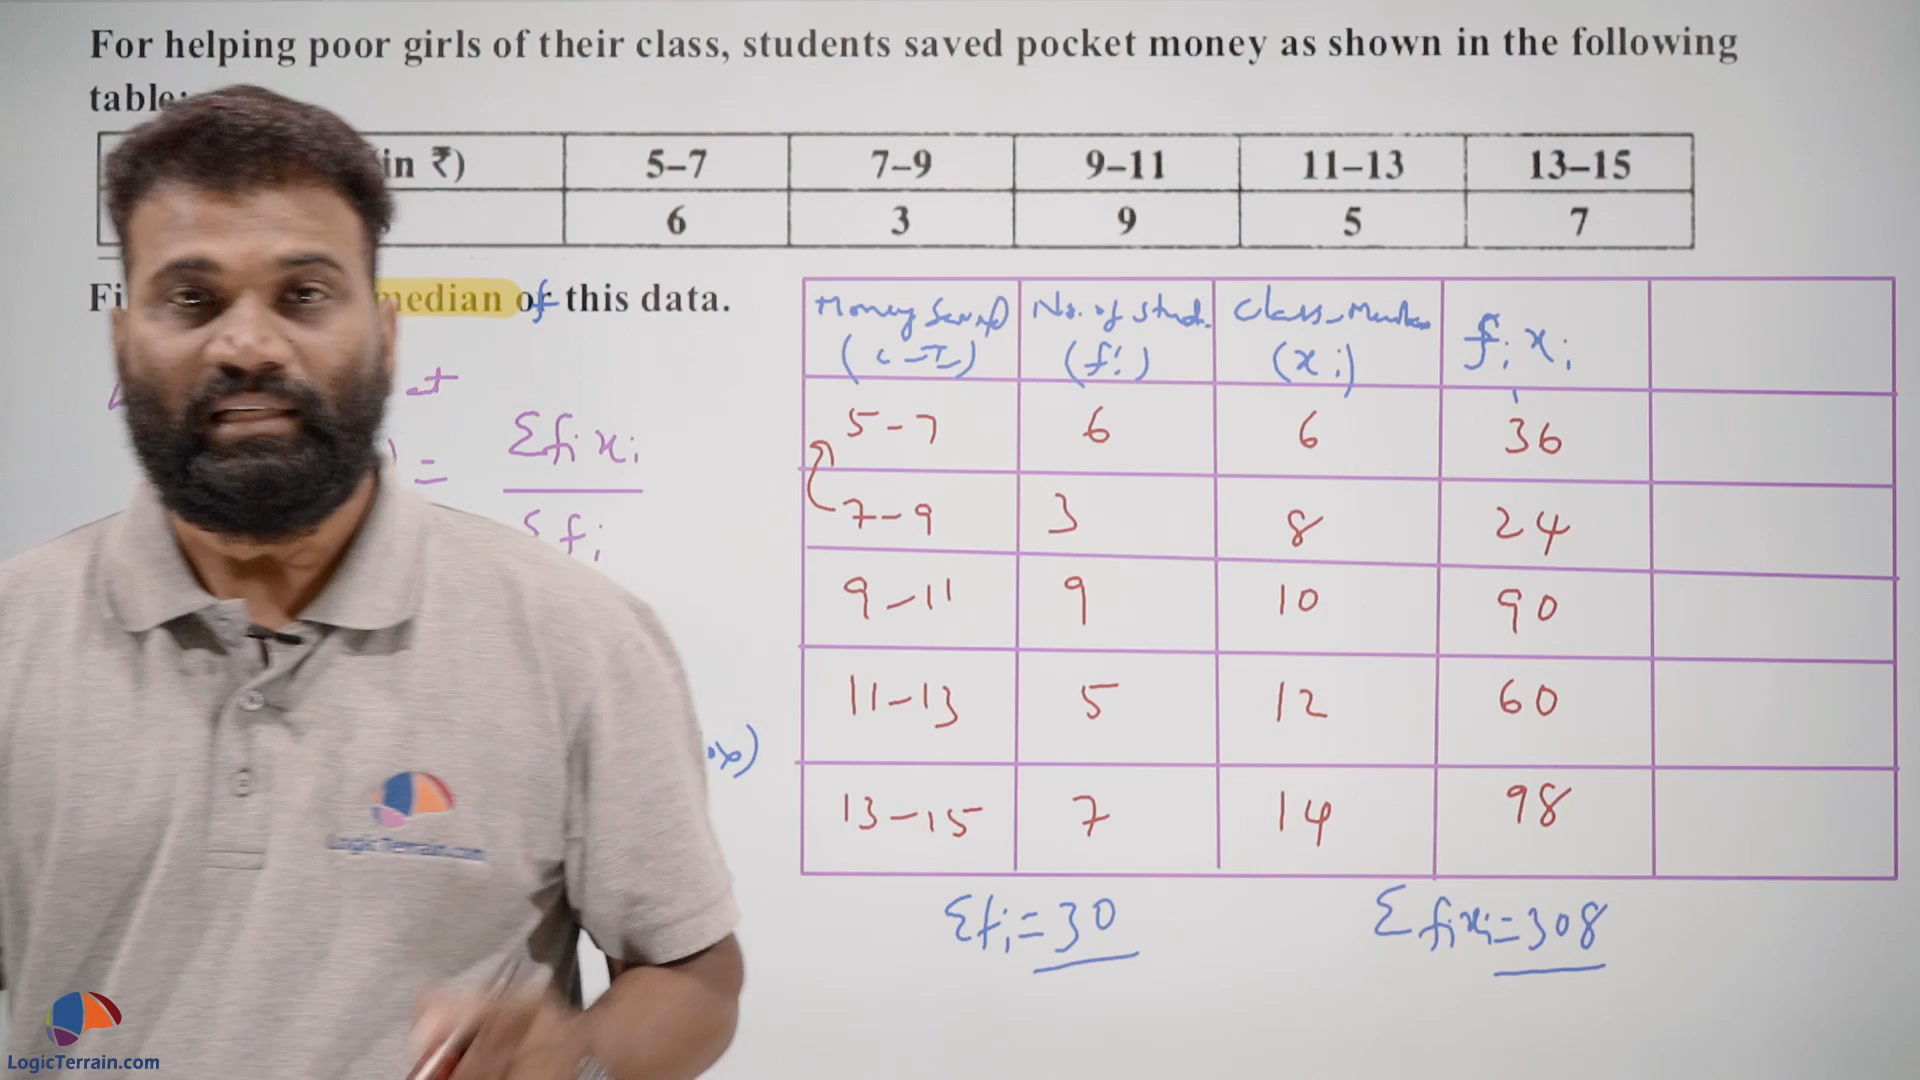 For helping poor girls of their class, students saved pocket money as shown in the following
table:
in ₹) 5–7 7–9 9–11 11–13 13–15
6 3 9 5 7
Fi median of this data.
Money Saved No. of Stud. Class-Marks fᵢxᵢ
(C-I) (fᵢ) (xᵢ)
5-7 6 6 36
7-9 3 8 24
9-11 9 10 90
11-13 5 12 60
13-15 7 14 98
Σfᵢ=30 Σfᵢxᵢ=308
= Σfᵢxᵢ
Σfᵢ
LogicTerrain.com
LogicTerrain.com